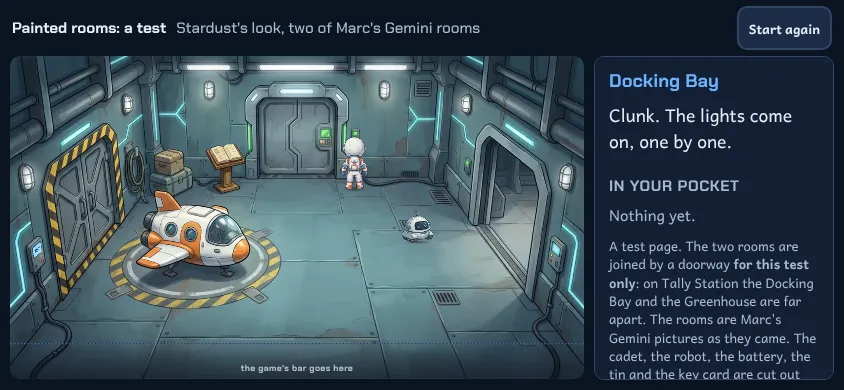 Painted rooms: a test Stardust's look, two of Marc's Gemini rooms
Start again
the game's bar goes here
Docking Bay
Clunk. The lights come
on, one by one.
IN YOUR POCKET
Nothing yet.
A test page. The two rooms are
joined by a doorway for this test
only: on Tally Station the Docking
Bay and the Greenhouse are far
apart. The rooms are Marc's
Gemini pictures as they came. The
cadet, the robot, the battery, the
tin and the key card are cut out